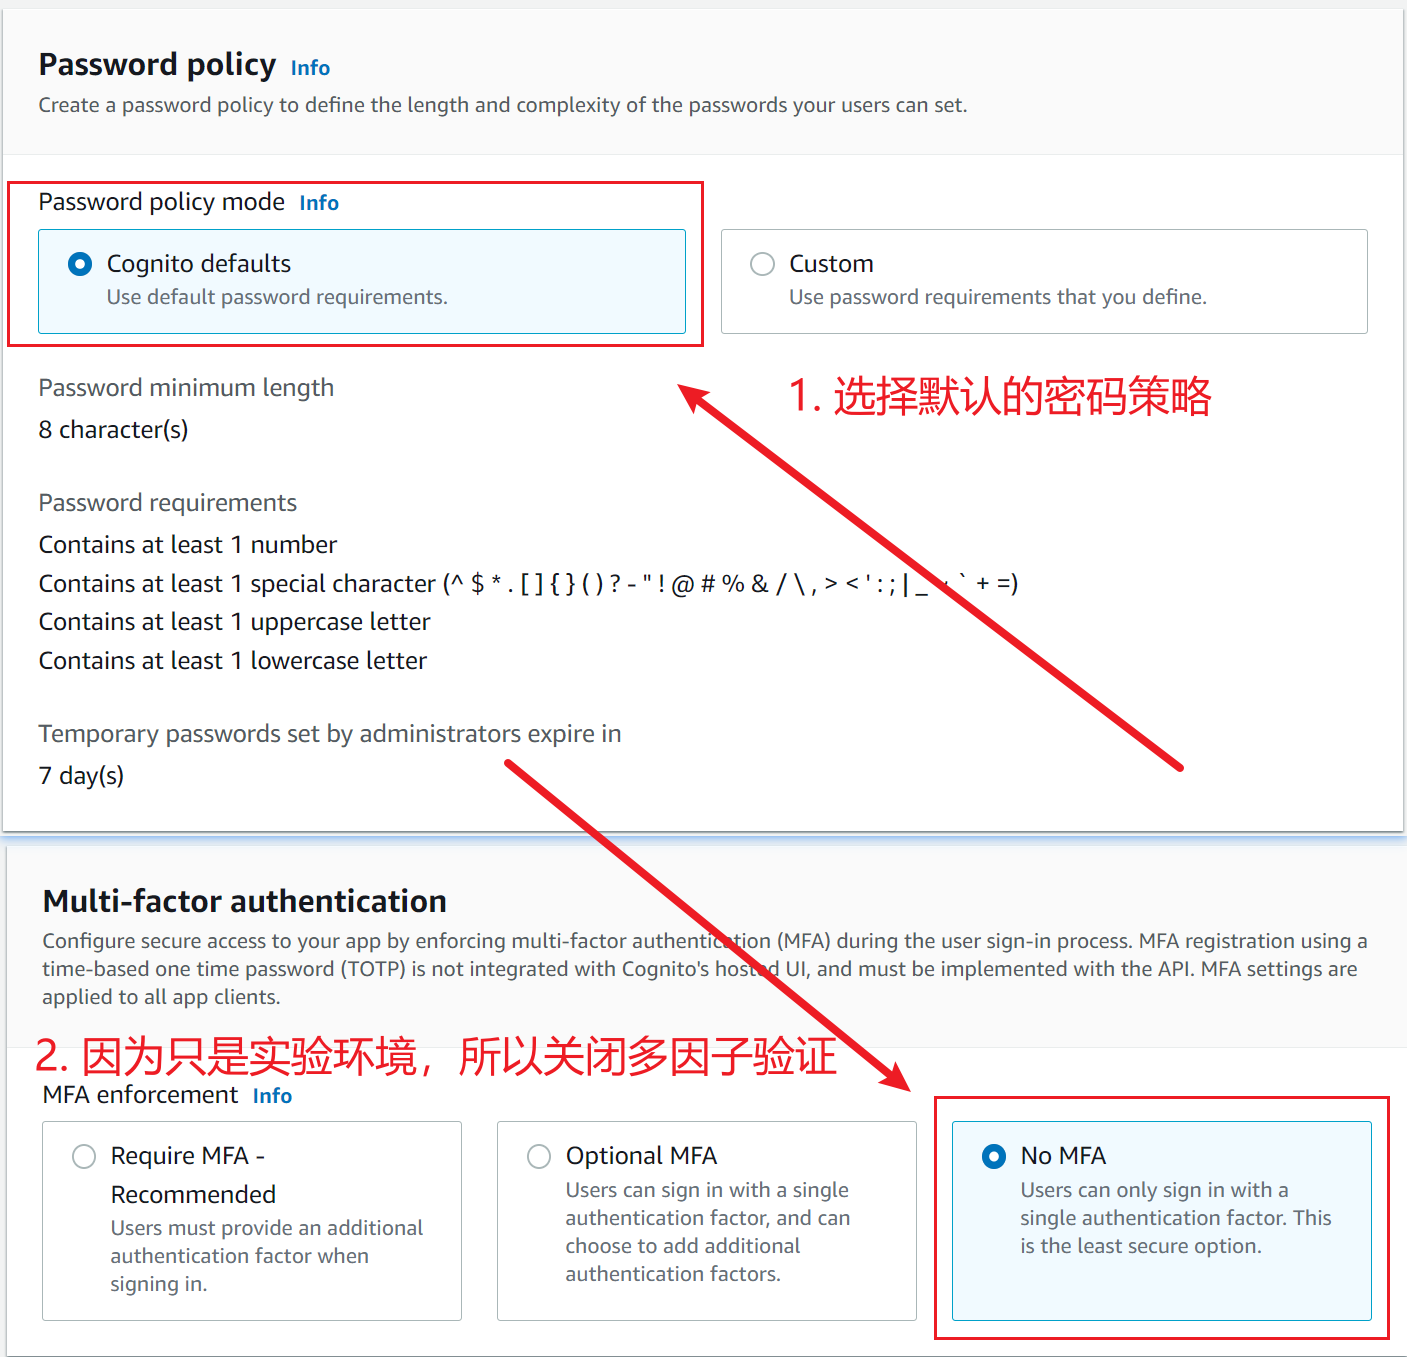 Password policy Info
Create a password policy to define the length and complexity of the passwords your users can set.
Password policy mode Info
Cognito defaults
Use default password requirements.
Custom
Use password requirements that you define.
1. 选择默认的密码策略
Password minimum length
8 character(s)
Password requirements
Contains at least 1 number
Contains at least 1 special character (^ $ * . [ ] { } ( ) ? - " ! @ # % & / \ , > < ' : ; | _ ` + =)
Contains at least 1 uppercase letter
Contains at least 1 lowercase letter
Temporary passwords set by administrators expire in
7 day(s)
Multi-factor authentication
Configure secure access to your app by enforcing multi-factor authentication (MFA) during the user sign-in process. MFA registration using a
time-based one time password (TOTP) is not integrated with Cognito's hosted UI, and must be implemented with the API. MFA settings are
applied to all app clients.
2. 因为只是实验环境，所以关闭多因子验证
MFA enforcement Info
Require MFA -
Recommended
Users must provide an additional
authentication factor when
signing in.
Optional MFA
Users can sign in with a single
authentication factor, and can
choose to add additional
authentication factors.
No MFA
Users can only sign in with a
single authentication factor. This
is the least secure option.